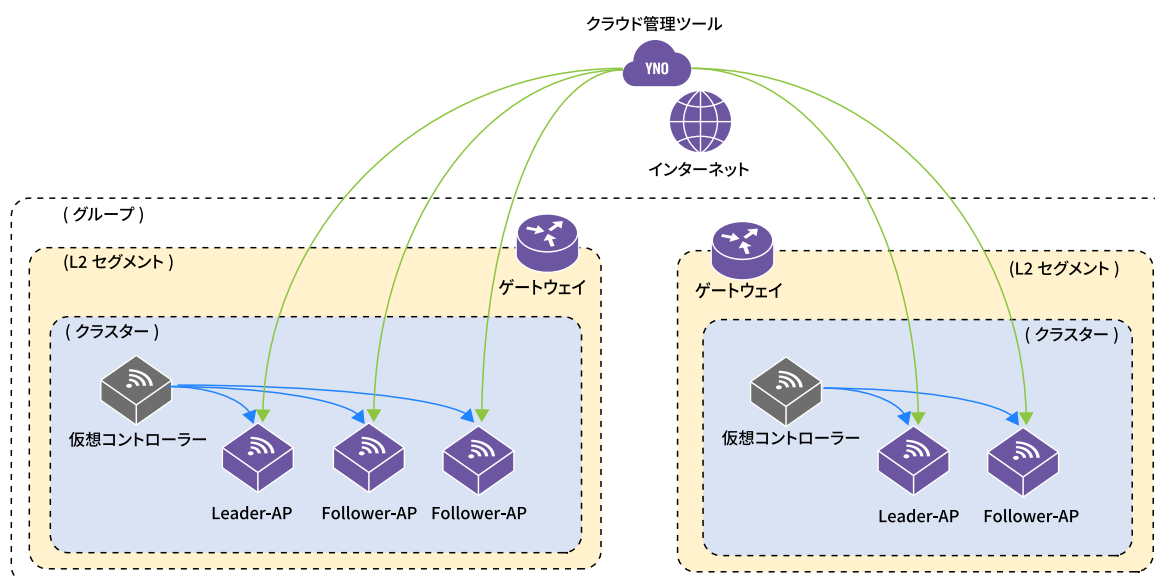 クラウド管理ツール
YNO
インターネット
( グループ )
(L2 セグメント )
ゲートウェイ
( クラスター )
仮想コントローラー
Leader-AP
Follower-AP
Follower-AP
(L2 セグメント )
ゲートウェイ
( クラスター )
仮想コントローラー
Leader-AP
Follower-AP